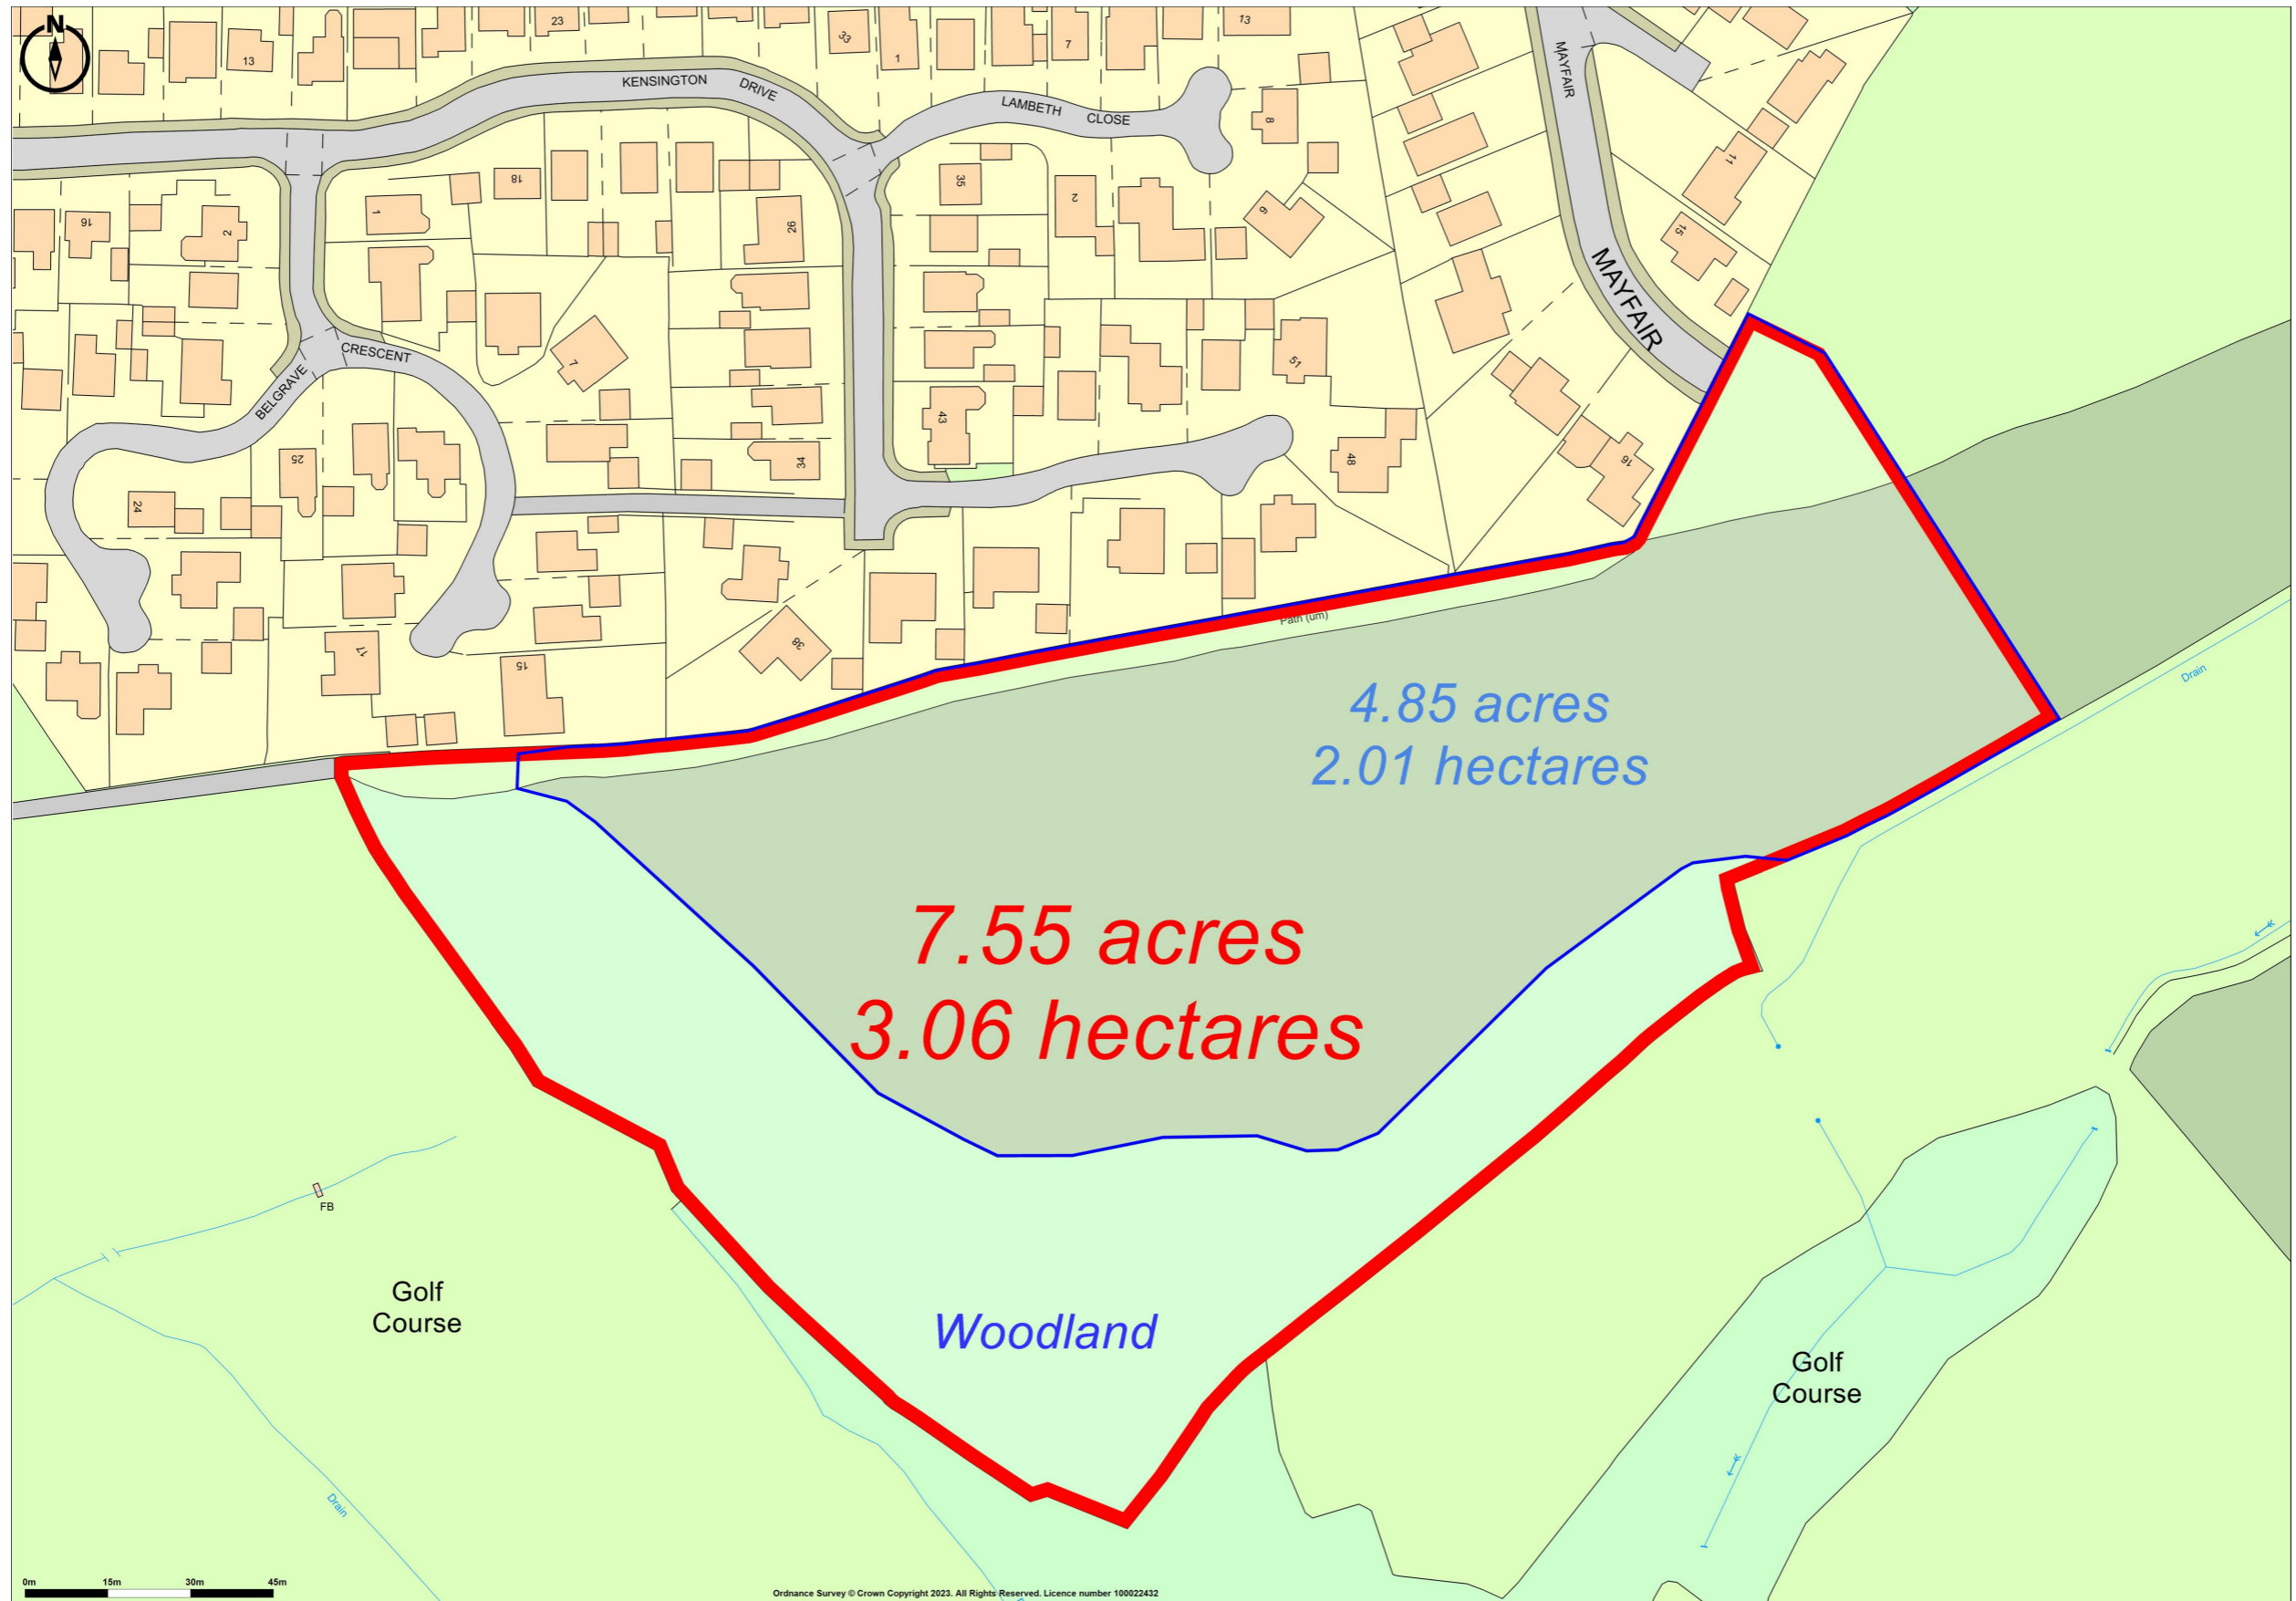 N
13
23
33
1
7
13
KENSINGTON
DRIVE
LAMBETH
CLOSE
MAYFAIR
8
11
16
2
1
18
26
35
2
9
15
MAYFAIR
7
CRESCENT
BELGRAVE
51
43
34
48
16
25
24
17
15
38
Path (um)
Drain
4.85 acres
2.01 hectares
7.55 acres
3.06 hectares
FB
Golf
Course
Woodland
Golf
Course
Drain
0m
15m
30m
45m
Ordnance Survey © Crown Copyright 2023. All Rights Reserved. Licence number 100022432